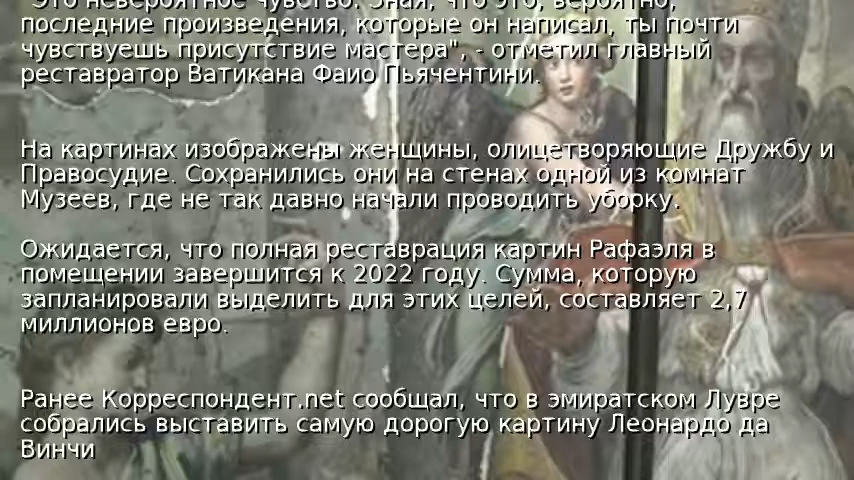 "Это невероятное чувство. Зная, что это, вероятно,
последние произведения, которые он написал, ты почти
чувствуешь присутствие мастера", - отметил главный
реставратор Ватикана Фаио Пьячентини.
На картинах изображены женщины, олицетворяющие Дружбу и
Правосудие. Сохранились они на стенах одной из комнат
Музеев, где не так давно начали проводить уборку.
Ожидается, что полная реставрация картин Рафаэля в
помещении завершится к 2022 году. Сумма, которую
запланировали выделить для этих целей, составляет 2,7
миллионов евро.
Ранее Корреспондент.net сообщал, что в эмиратском Лувре
собрались выставить самую дорогую картину Леонардо да
Винчи